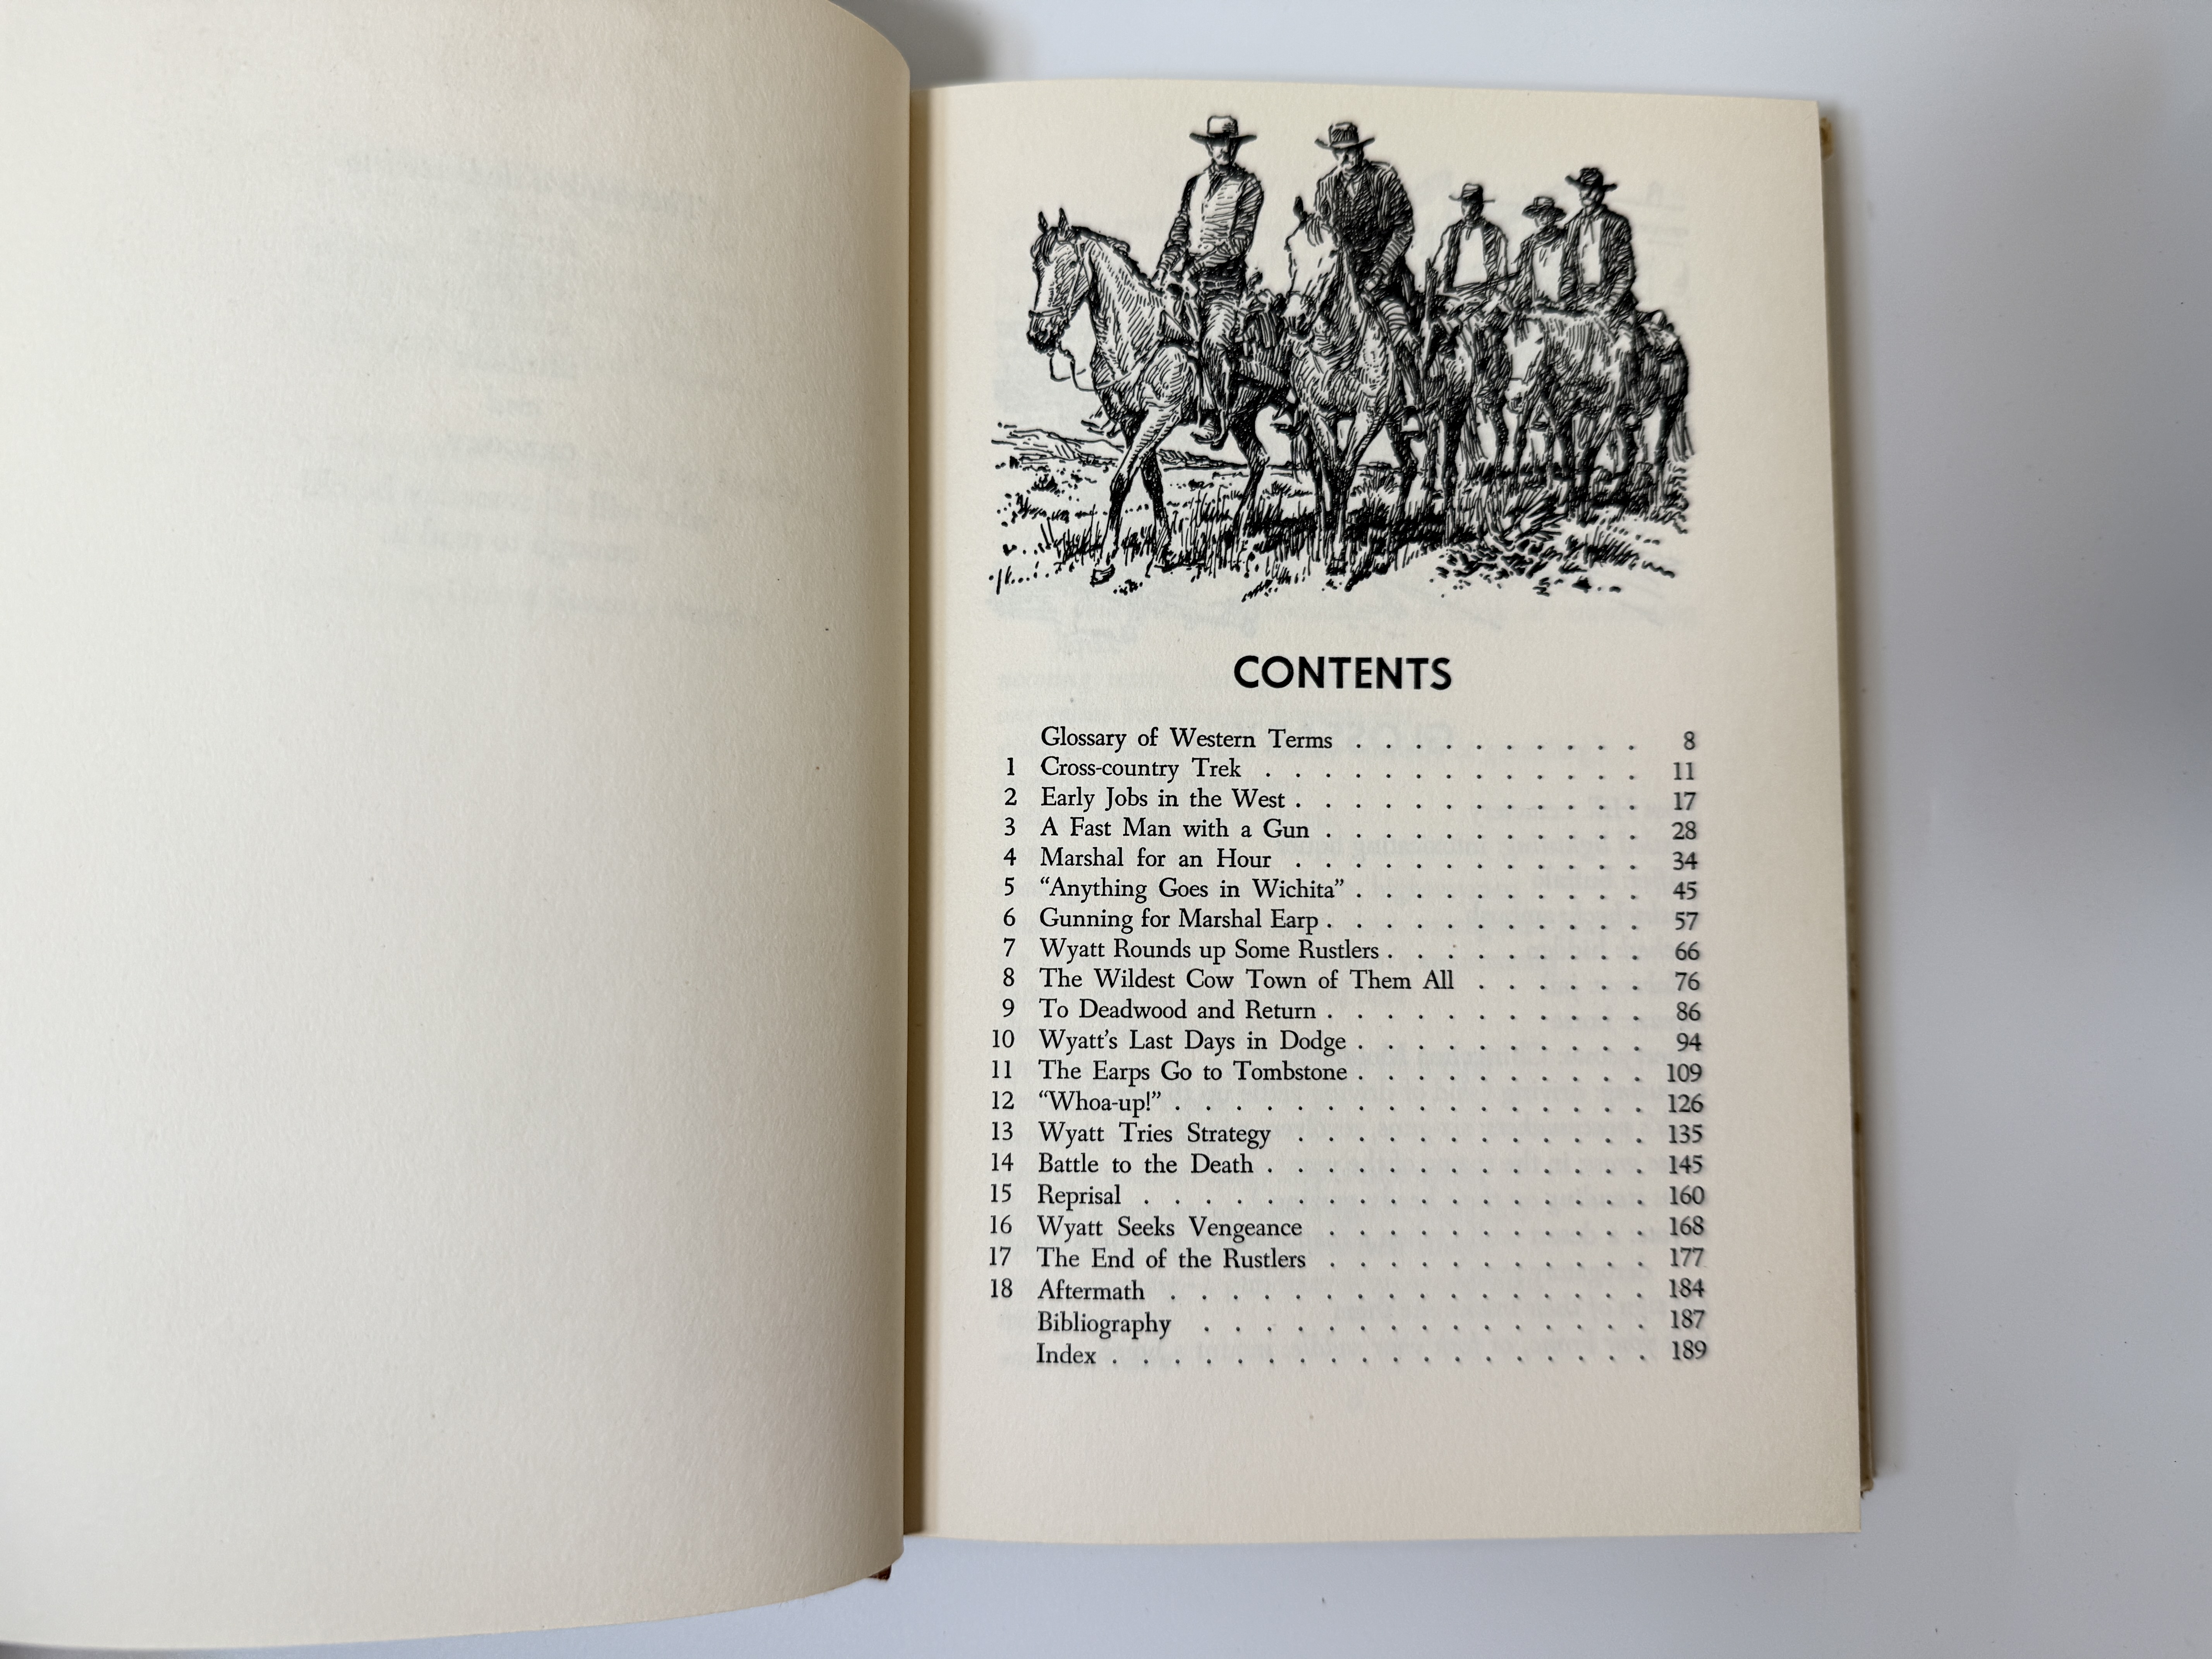 CONTENTS
Glossary of Western Terms . . . . . . . . . . 8
1 Cross-country Trek . . . . . . . . . . . . . 11
2 Early Jobs in the West . . . . . . . . . . . . 17
3 A Fast Man with a Gun . . . . . . . . . . . 28
4 Marshal for an Hour . . . . . . . . . . . . 34
5 “Anything Goes in Wichita” . . . . . . . . . . 45
6 Gunning for Marshal Earp . . . . . . . . . . . 57
7 Wyatt Rounds up Some Rustlers . . . . . . . . . 66
8 The Wildest Cow Town of Them All . . . . . . 76
9 To Deadwood and Return . . . . . . . . . . . 86
10 Wyatt’s Last Days in Dodge . . . . . . . . . . 94
11 The Earps Go to Tombstone . . . . . . . . . . 109
12 “Whoa-up!” . . . . . . . . . . . . . . . . 126
13 Wyatt Tries Strategy . . . . . . . . . . . . 135
14 Battle to the Death . . . . . . . . . . . . . 145
15 Reprisal . . . . . . . . . . . . . . . . . 160
16 Wyatt Seeks Vengeance . . . . . . . . . . . 168
17 The End of the Rustlers . . . . . . . . . . . 177
18 Aftermath . . . . . . . . . . . . . . . . 184
Bibliography . . . . . . . . . . . . . . . 187
Index . . . . . . . . . . . . . . . . . . 189